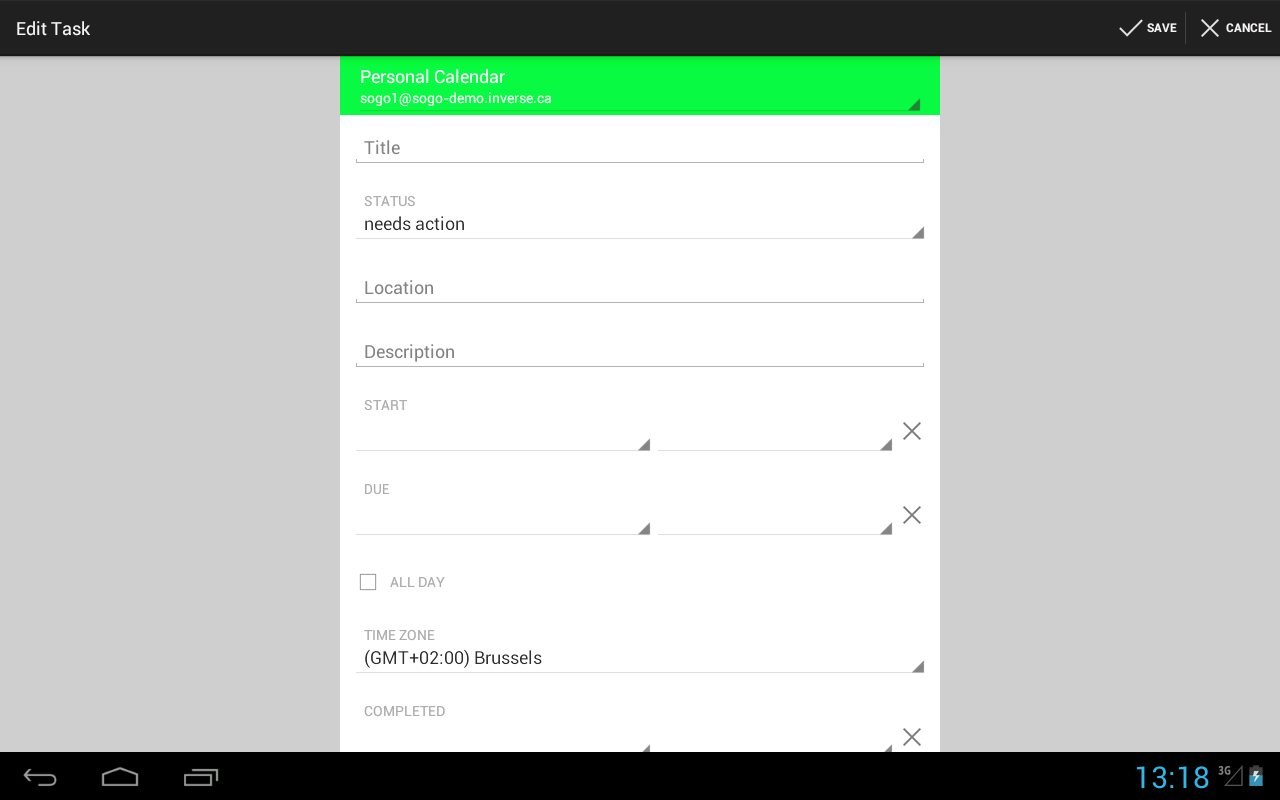 Edit Task
SAVE
CANCEL
Personal Calendar
sogo1@sogo-demo.inverse.ca
Title
STATUS
needs action
Location
Description
START
DUE
ALL DAY
TIME ZONE
(GMT+02:00) Brussels
COMPLETED
13:18
3G